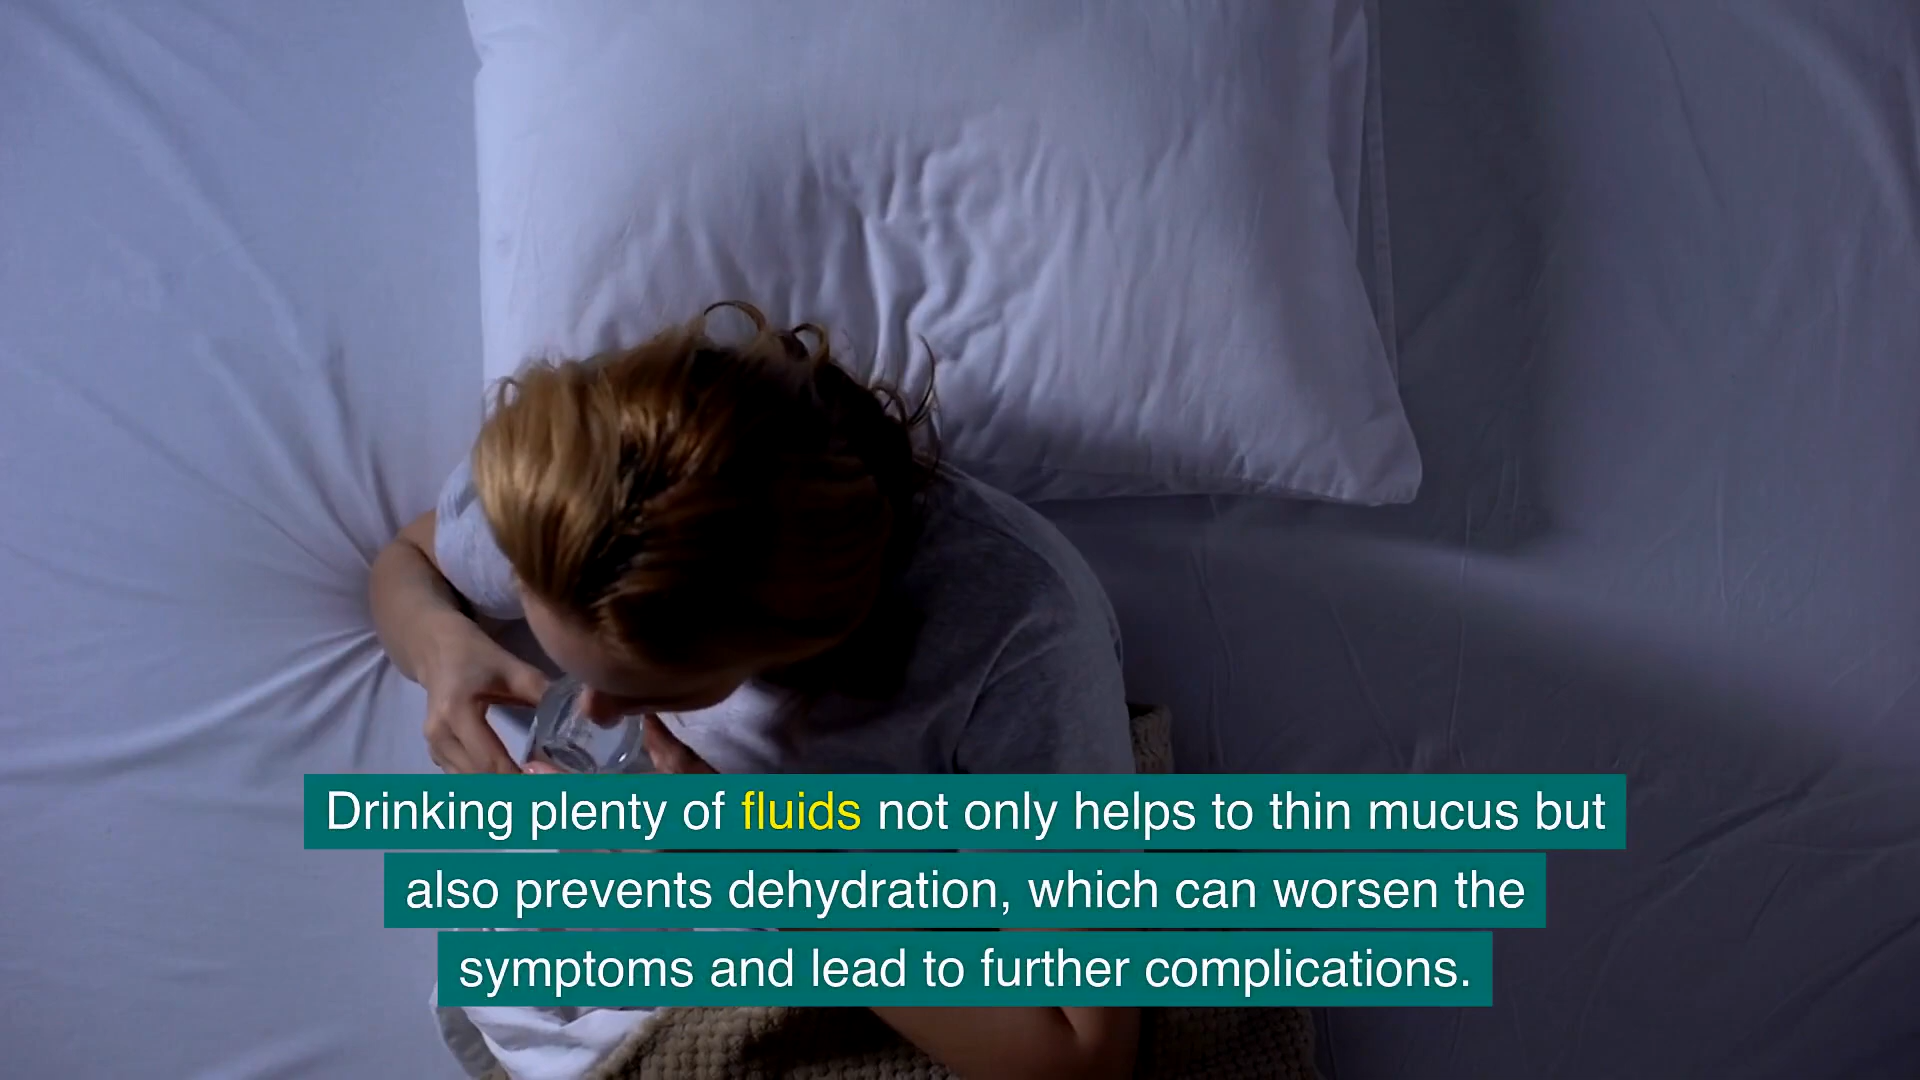 Drinking plenty of fluids not only helps to thin mucus but
also prevents dehydration, which can worsen the
symptoms and lead to further complications.